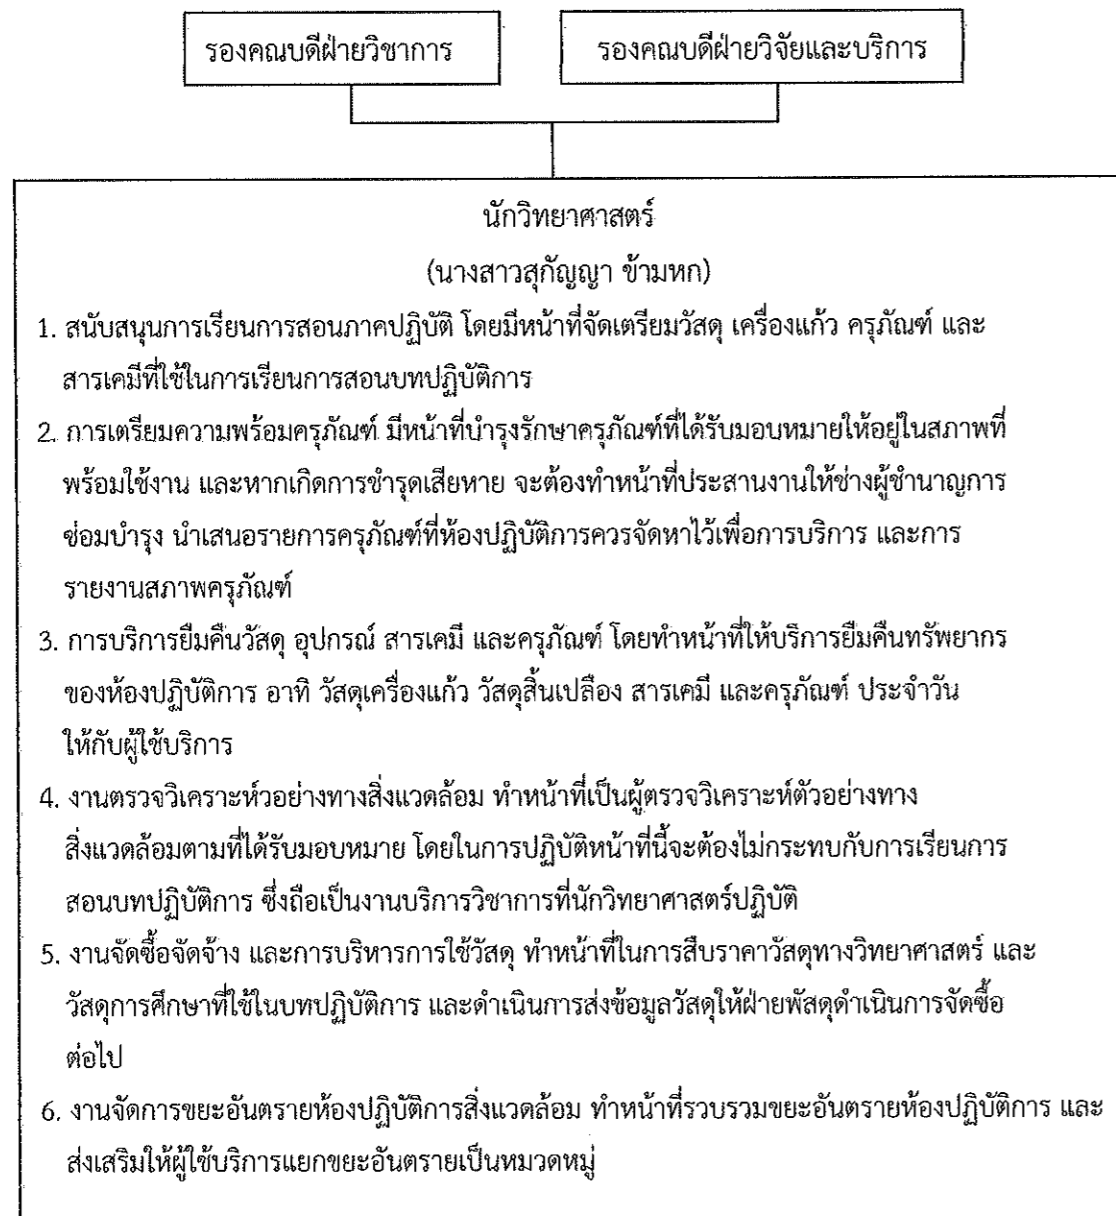 รองคณบดีฝ่ายวิชาการ
รองคณบดีฝ่ายวิจัยและบริการ
นักวิทยาศาสตร์
(นางสาวสุกัญญา ข้ามหก)
1. สนับสนุนการเรียนการสอนภาคปฏิบัติ โดยมีหน้าที่จัดเตรียมวัสดุ เครื่องแก้ว ครุภัณฑ์ และ
สารเคมีที่ใช้ในการเรียนการสอนบทปฏิบัติการ
2. การเตรียมความพร้อมครุภัณฑ์ มีหน้าที่บำรุงรักษาครุภัณฑ์ที่ได้รับมอบหมายให้อยู่ในสภาพที่
พร้อมใช้งาน และหากเกิดการชำรุดเสียหาย จะต้องทำหน้าที่ประสานงานให้ช่างผู้ชำนาญการ
ซ่อมบำรุง นำเสนอรายการครุภัณฑ์ที่ห้องปฏิบัติการควรจัดหาไว้เพื่อการบริการ และการ
รายงานสภาพครุภัณฑ์
3. การบริการยืมคืนวัสดุ อุปกรณ์ สารเคมี และครุภัณฑ์ โดยทำหน้าที่ให้บริการยืมคืนทรัพยากร
ของห้องปฏิบัติการ อาทิ วัสดุเครื่องแก้ว วัสดุสิ้นเปลือง สารเคมี และครุภัณฑ์ ประจำวัน
ให้กับผู้ใช้บริการ
4. งานตรวจวิเคราะห์วอย่างทางสิ่งแวดล้อม ทำหน้าที่เป็นผู้ตรวจวิเคราะห์ตัวอย่างทาง
สิ่งแวดล้อมตามที่ได้รับมอบหมาย โดยในการปฏิบัติหน้าที่นี้จะต้องไม่กระทบกับการเรียนการ
สอนบทปฏิบัติการ ซึ่งถือเป็นงานบริการวิชาการที่นักวิทยาศาสตร์ปฏิบัติ
5. งานจัดซื้อจัดจ้าง และการบริหารการใช้วัสดุ ทำหน้าที่ในการสืบราคาวัสดุทางวิทยาศาสตร์ และ
วัสดุการศึกษาที่ใช้ในบทปฏิบัติการ และดำเนินการส่งข้อมูลวัสดุให้ฝ่ายพัสดุดำเนินการจัดซื้อ
ต่อไป
6. งานจัดการขยะอันตรายห้องปฏิบัติการสิ่งแวดล้อม ทำหน้าที่รวบรวมขยะอันตรายห้องปฏิบัติการ และ
ส่งเสริมให้ผู้ใช้บริการแยกขยะอันตรายเป็นหมวดหมู่